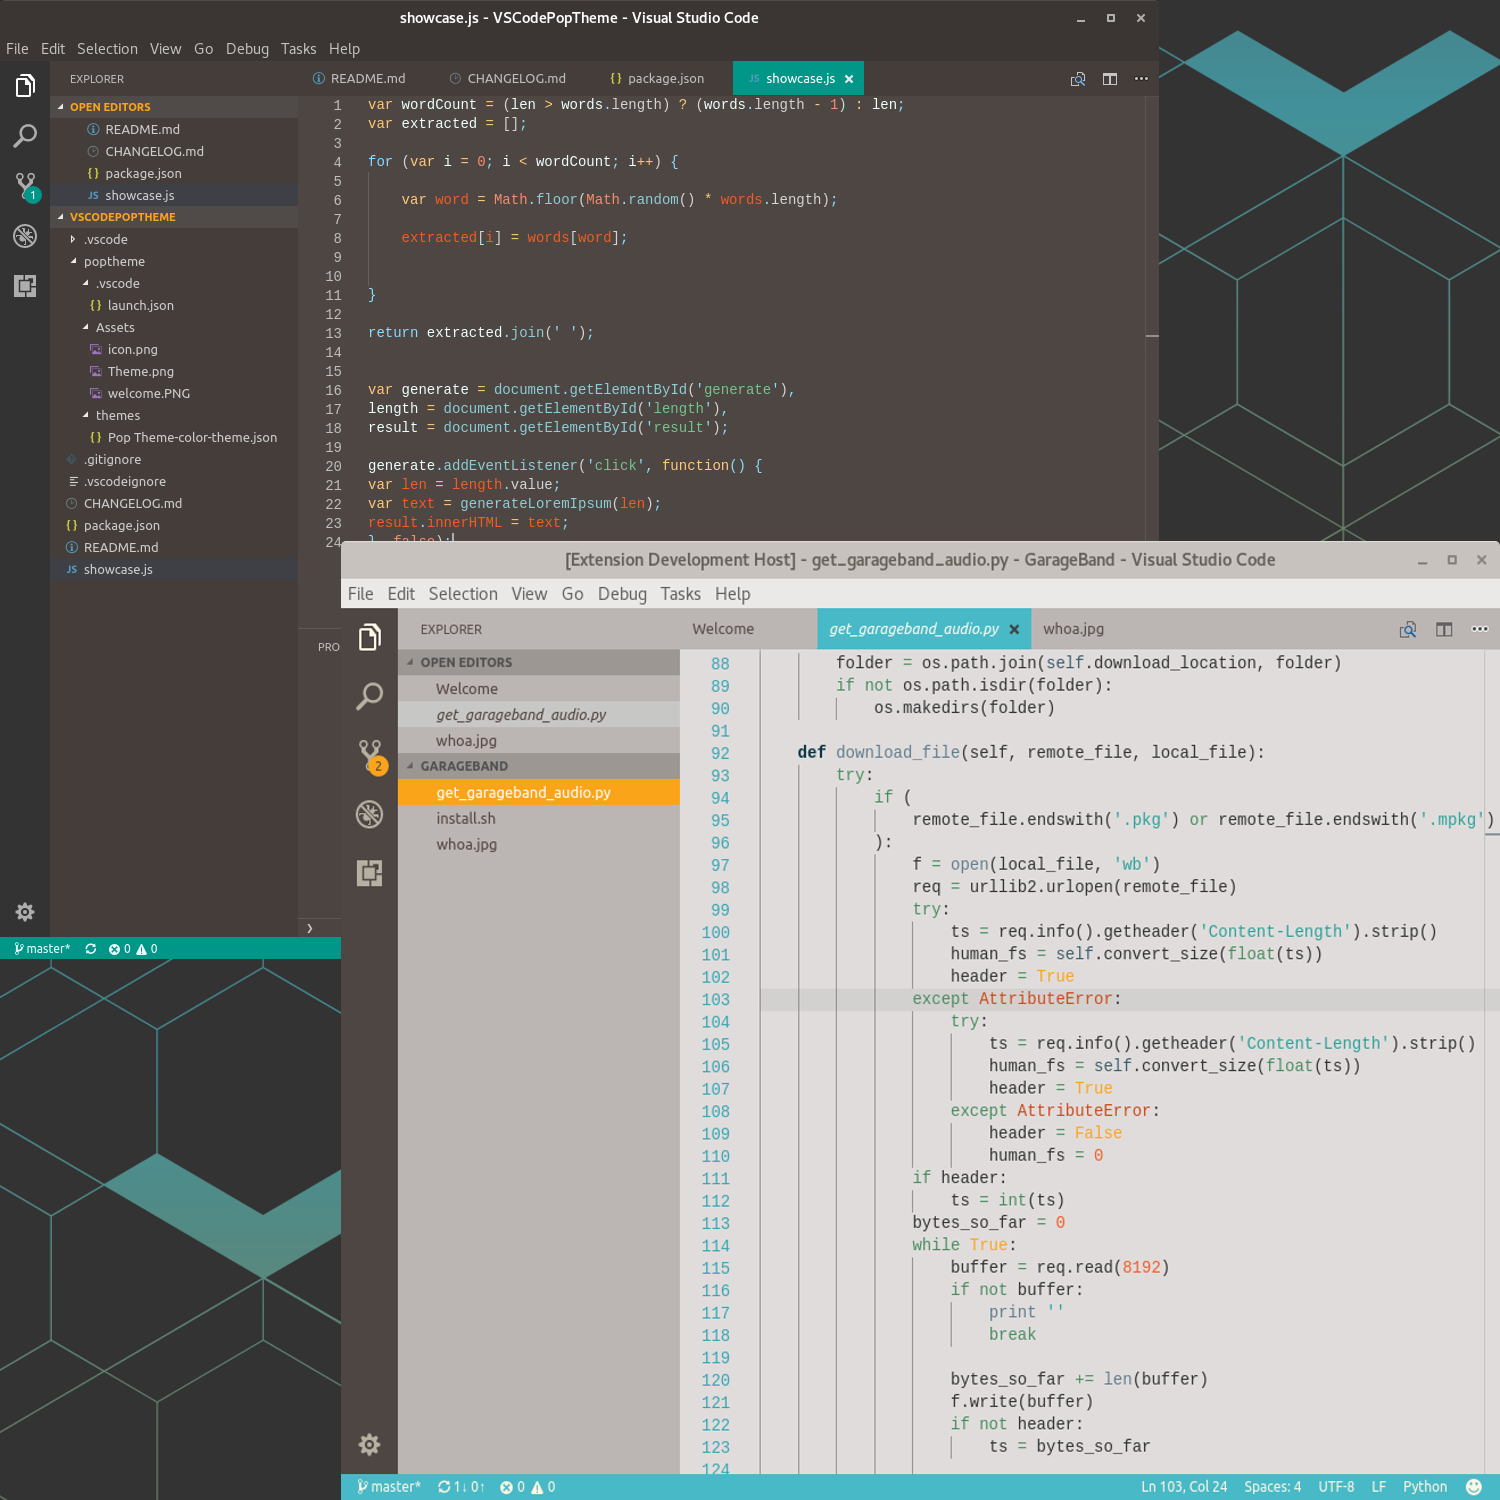 showcase.js - VSCodePopTheme - Visual Studio Code
File Edit Selection View Go Debug Tasks Help
EXPLORER
README.md CHANGELOG.md {} package.json JS showcase.js ×
OPEN EDITORS
README.md
CHANGELOG.md
{} package.json
JS showcase.js
1
VSCODEPOPTHEME
.vscode
poptheme
.vscode
{} launch.json
Assets
icon.png
Theme.png
welcome.PNG
themes
{} Pop Theme-color-theme.json
.gitignore
.vscodeignore
CHANGELOG.md
{} package.json
README.md
JS showcase.js
1 var wordCount = (len > words.length) ? (words.length - 1) : len;
2 var extracted = [];
3
4 for (var i = 0; i < wordCount; i++) {
5
6 var word = Math.floor(Math.random() * words.length);
7
8 extracted[i] = words[word];
9
10
11 }
12
13 return extracted.join(' ');
14
15
16 var generate = document.getElementById('generate'),
17 length = document.getElementById('length'),
18 result = document.getElementById('result');
19
20 generate.addEventListener('click', function() {
21 var len = length.value;
22 var text = generateLoremIpsum(len);
23 result.innerHTML = text;
24 }, false);
PRO
❯
master* 0 0
[Extension Development Host] - get_garageband_audio.py - GarageBand - Visual Studio Code
File Edit Selection View Go Debug Tasks Help
EXPLORER
Welcome get_garageband_audio.py × whoa.jpg
OPEN EDITORS
Welcome
get_garageband_audio.py
whoa.jpg
2
GARAGEBAND
get_garageband_audio.py
install.sh
whoa.jpg
88 folder = os.path.join(self.download_location, folder)
89 if not os.path.isdir(folder):
90 os.makedirs(folder)
91
92 def download_file(self, remote_file, local_file):
93 try:
94 if (
95 remote_file.endswith('.pkg') or remote_file.endswith('.mpkg')
96 ):
97 f = open(local_file, 'wb')
98 req = urllib2.urlopen(remote_file)
99 try:
100 ts = req.info().getheader('Content-Length').strip()
101 human_fs = self.convert_size(float(ts))
102 header = True
103 except AttributeError:
104 try:
105 ts = req.info().getheader('Content-Length').strip()
106 human_fs = self.convert_size(float(ts))
107 header = True
108 except AttributeError:
109 header = False
110 human_fs = 0
111 if header:
112 ts = int(ts)
113 bytes_so_far = 0
114 while True:
115 buffer = req.read(8192)
116 if not buffer:
117 print ''
118 break
119
120 bytes_so_far += len(buffer)
121 f.write(buffer)
122 if not header:
123 ts = bytes_so_far
124
master* 1↓ 0↑ 0 0 Ln 103, Col 24 Spaces: 4 UTF-8 LF Python